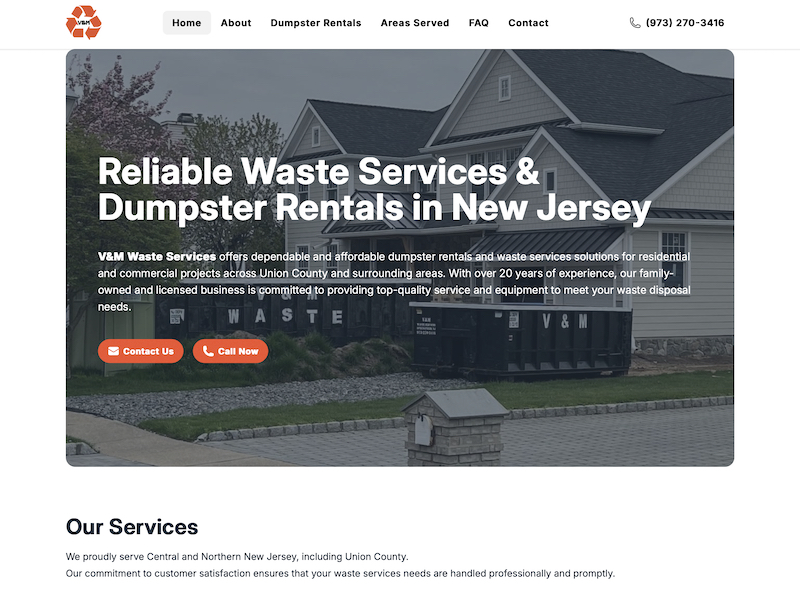 V&M
Home About Dumpster Rentals Areas Served FAQ Contact (973) 270-3416
Reliable Waste Services &
Dumpster Rentals in New Jersey
V&M Waste Services offers dependable and affordable dumpster rentals and waste services solutions for residential
and commercial projects across Union County and surrounding areas. With over 20 years of experience, our family-
owned and licensed business is committed to providing top-quality service and equipment to meet your waste disposal
needs.
V & M
WASTE
V & M
Contact Us Call Now
Our Services
We proudly serve Central and Northern New Jersey, including Union County.
Our commitment to customer satisfaction ensures that your waste services needs are handled professionally and promptly.